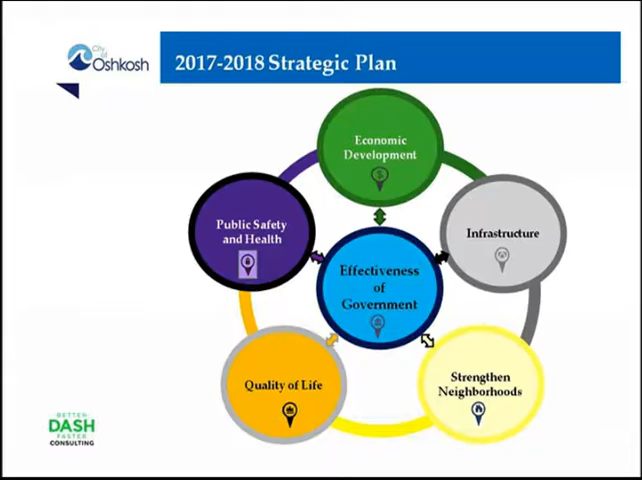 City
of
Oshkosh
2017-2018 Strategic Plan
Economic
Development
Public Safety
and Health
Infrastructure
Effectiveness
of
Government
Quality of Life
Strengthen
Neighborhoods
BETTER
DASH
FASTER
CONSULTING